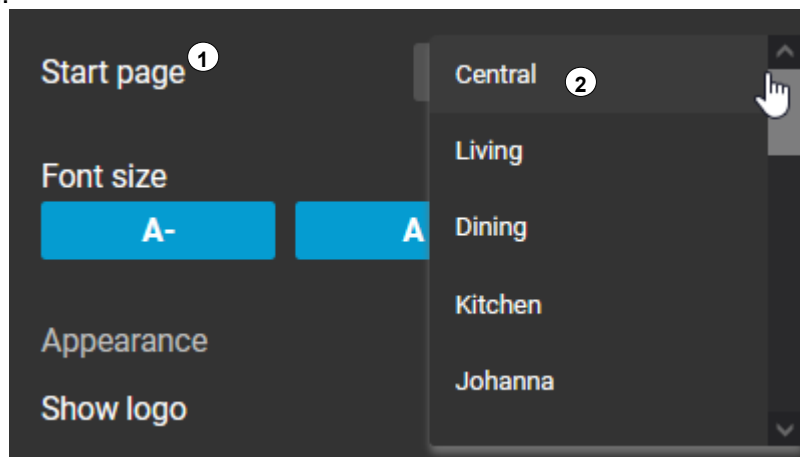 Start page 1
Central 2
Living
Font size
A-
A
Dining
Kitchen
Appearance
Johanna
Show logo